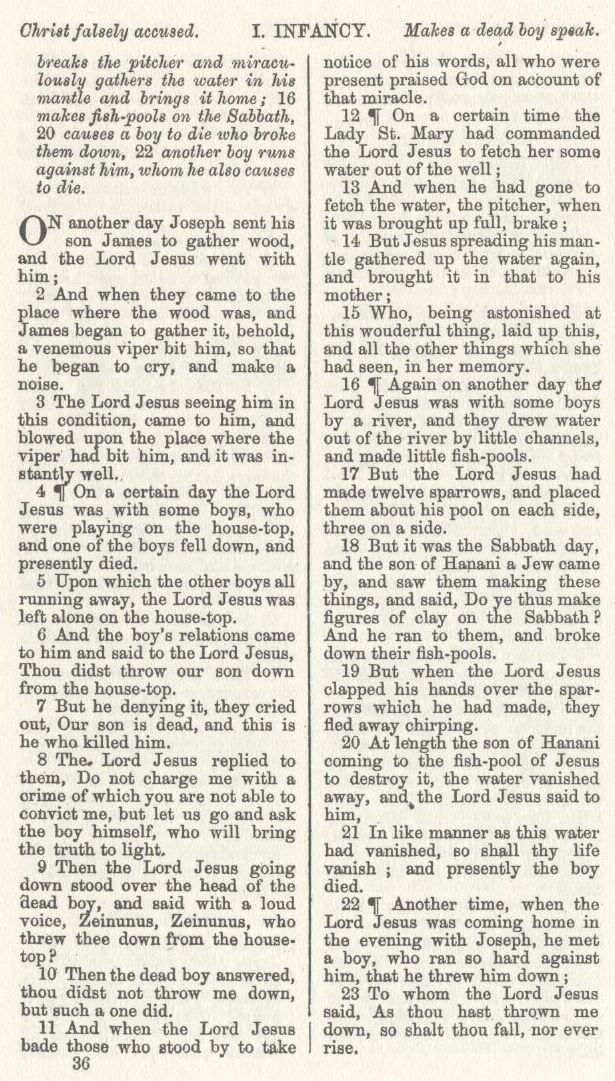 Christ falsely accused. I. INFANCY. Makes a dead boy speak.
breaks the pitcher and miracu-
lously gathers the water in his
mantle and brings it home; 16
makes fish-pools on the Sabbath,
20 causes a boy to die who broke
them down, 22 another boy runs
against him, whom he also causes
to die.
ON another day Joseph sent his
son James to gather wood,
and the Lord Jesus went with
him;
2 And when they came to the
place where the wood was, and
James began to gather it, behold,
a venemous viper bit him, so that
he began to cry, and make a
noise.
3 The Lord Jesus seeing him in
this condition, came to him, and
blowed upon the place where the
viper had bit him, and it was in-
stantly well.
4 ¶ On a certain day the Lord
Jesus was with some boys, who
were playing on the house-top,
and one of the boys fell down, and
presently died.
5 Upon which the other boys all
running away, the Lord Jesus was
left alone on the house-top.
6 And the boy's relations came
to him and said to the Lord Jesus,
Thou didst throw our son down
from the house-top.
7 But he denying it, they cried
out, Our son is dead, and this is
he who killed him.
8 The Lord Jesus replied to
them, Do not charge me with a
crime of which you are not able to
convict me, but let us go and ask
the boy himself, who will bring
the truth to light.
9 Then the Lord Jesus going
down stood over the head of the
dead boy, and said with a loud
voice, Zeinunus, Zeinunus, who
threw thee down from the house-
top?
10 Then the dead boy answered,
thou didst not throw me down,
but such a one did.
11 And when the Lord Jesus
bade those who stood by to take
36
notice of his words, all who were
present praised God on account of
that miracle.
12 ¶ On a certain time the
Lady St. Mary had commanded
the Lord Jesus to fetch her some
water out of the well;
13 And when he had gone to
fetch the water, the pitcher, when
it was brought up full, brake;
14 But Jesus spreading his man-
tle gathered up the water again,
and brought it in that to his
mother;
15 Who, being astonished at
this wouderful thing, laid up this,
and all the other things which she
had seen, in her memory.
16 ¶ Again on another day the
Lord Jesus was with some boys
by a river, and they drew water
out of the river by little channels,
and made little fish-pools.
17 But the Lord Jesus had
made twelve sparrows, and placed
them about his pool on each side,
three on a side.
18 But it was the Sabbath day,
and the son of Hanani a Jew came
by, and saw them making these
things, and said, Do ye thus make
figures of clay on the Sabbath?
And he ran to them, and broke
down their fish-pools.
19 But when the Lord Jesus
clapped his hands over the spar-
rows which he had made, they
fled away chirping.
20 At length the son of Hanani
coming to the fish-pool of Jesus
to destroy it, the water vanished
away, and the Lord Jesus said to
him,
21 In like manner as this water
had vanished, so shall thy life
vanish ; and presently the boy
died.
22 ¶ Another time, when the
Lord Jesus was coming home in
the evening with Joseph, he met
a boy, who ran so hard against
him, that he threw him down;
23 To whom the Lord Jesus
said, As thou hast thrown me
down, so shalt thou fall, nor ever
rise.